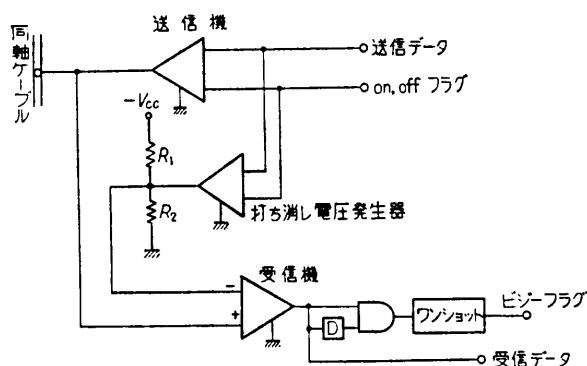 同軸ケーブル
送信機
送信データ
on, off フラグ
−Vcc
R1
R2
打ち消し電圧発生器
受信機
−
+
D
ワンショット
ビジーフラグ
受信データ